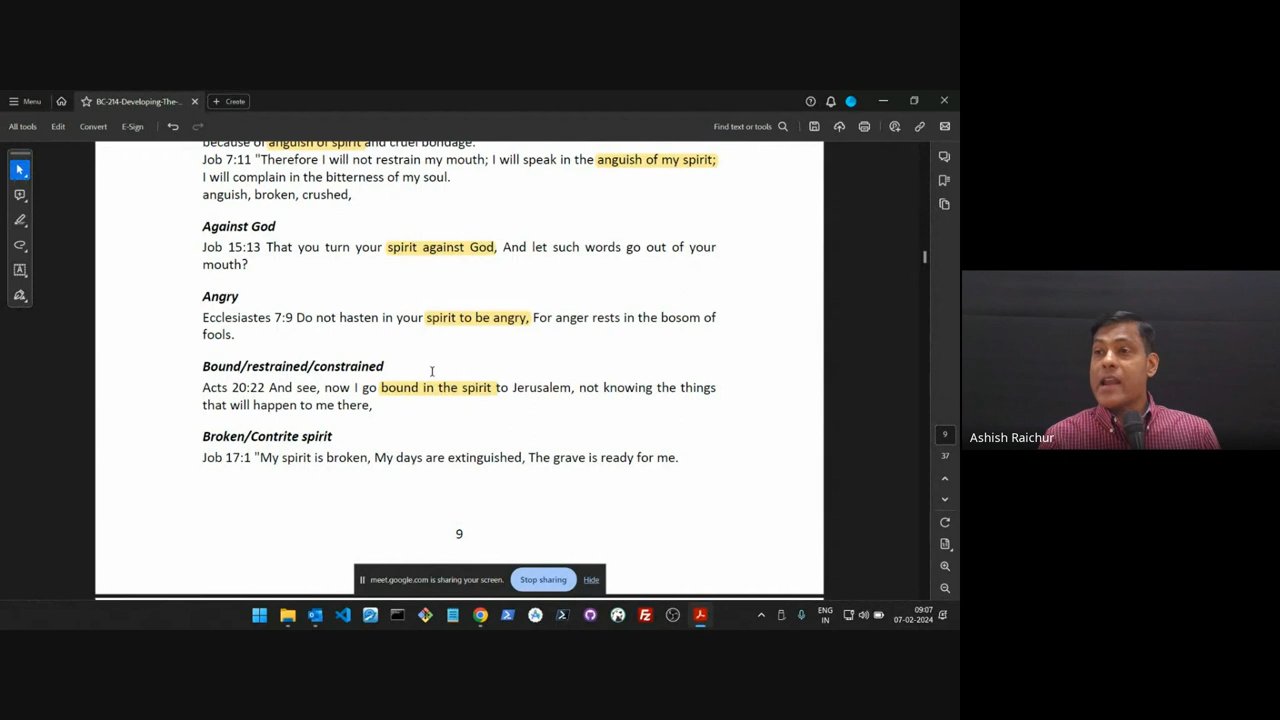 Menu
BC-214-Developing-The-...
Create
All tools
Edit
Convert
E-Sign
Find text or tools
because of anguish of spirit and cruel bondage.
Job 7:11 "Therefore I will not restrain my mouth; I will speak in the anguish of my spirit;
I will complain in the bitterness of my soul.
anguish, broken, crushed,
Against God
Job 15:13 That you turn your spirit against God, And let such words go out of your
mouth?
Angry
Ecclesiastes 7:9 Do not hasten in your spirit to be angry, For anger rests in the bosom of
fools.
Bound/restrained/constrained
Acts 20:22 And see, now I go bound in the spirit to Jerusalem, not knowing the things
that will happen to me there,
Broken/Contrite spirit
Job 17:1 "My spirit is broken, My days are extinguished, The grave is ready for me.
9
9
37
Ashish Raichur
meet.google.com is sharing your screen.
Stop sharing
Hide
ENG
IN
09:07
07-02-2024